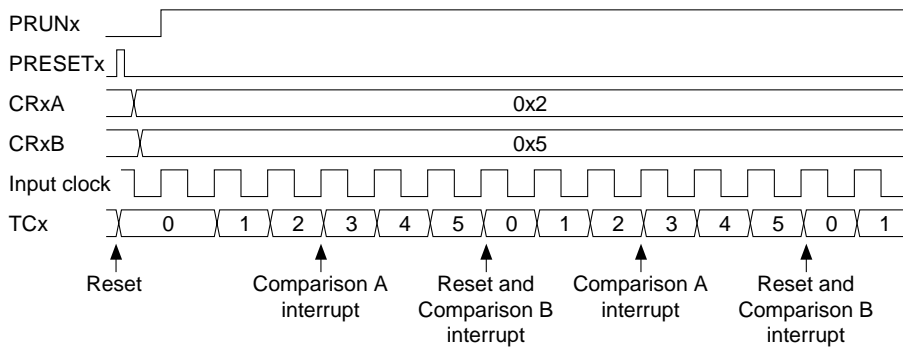 PRUNx
PRESETx
CRxA 0x2
CRxB 0x5
Input clock
TCx 0 1 2 3 4 5 0 1 2 3 4 5 0 1
Reset Comparison A interrupt Reset and Comparison B interrupt Comparison A interrupt Reset and Comparison B interrupt